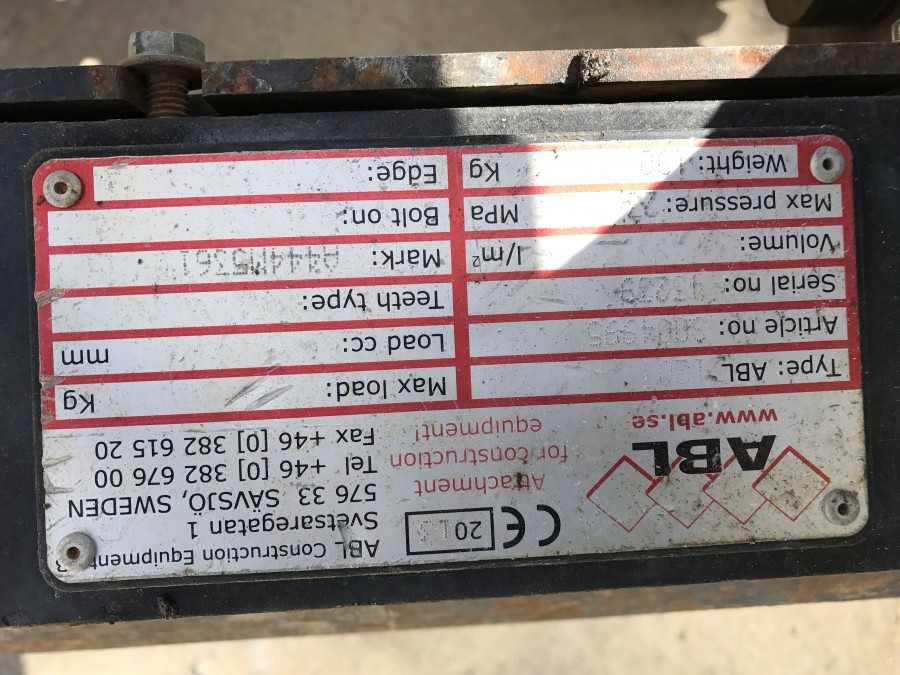 ABL Construction Equipment
Svetsaregatan 1
576 33 SÄVSJÖ, SWEDEN
Tel +46 [0] 382 676 00
Fax +46 [0] 382 615 20
CE
Attachment
for construction
equipment!
ABL
www.abl.se
Type: ABL
Article no:
Serial no:
Volume: – l/m²
Max pressure: MPa
Weight: Kg
Max load: Kg
Load cc: mm
Teeth type:
Mark: A444M5361
Bolt on:
Edge: